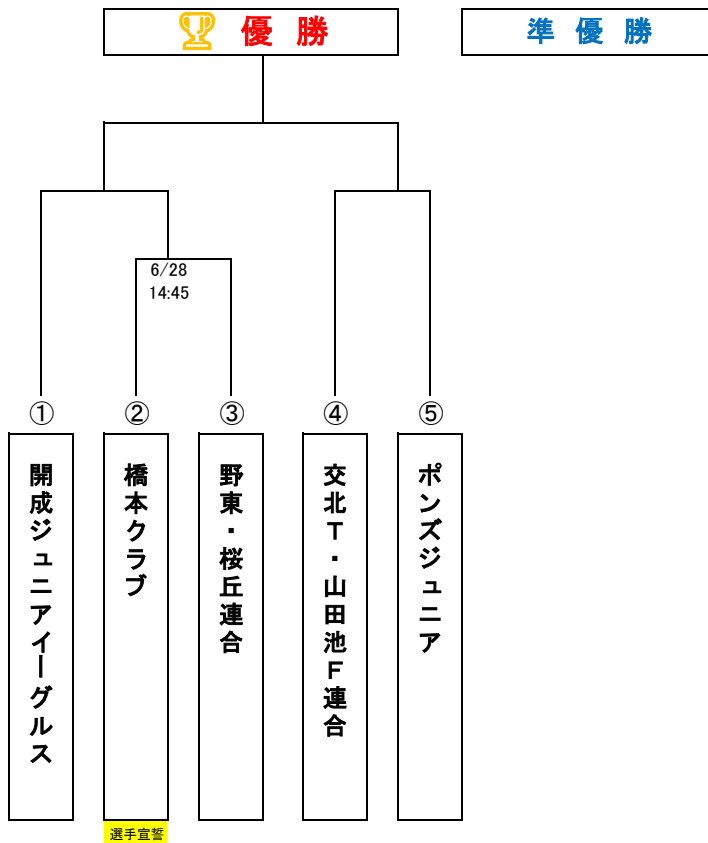 優勝
準優勝
6/28
14:45
①
②
③
④
⑤
開成ジュニアイーグルス
橋本クラブ
野東・桜丘連合
交北T・山田池F連合
ポンズジュニア
選手宣誓